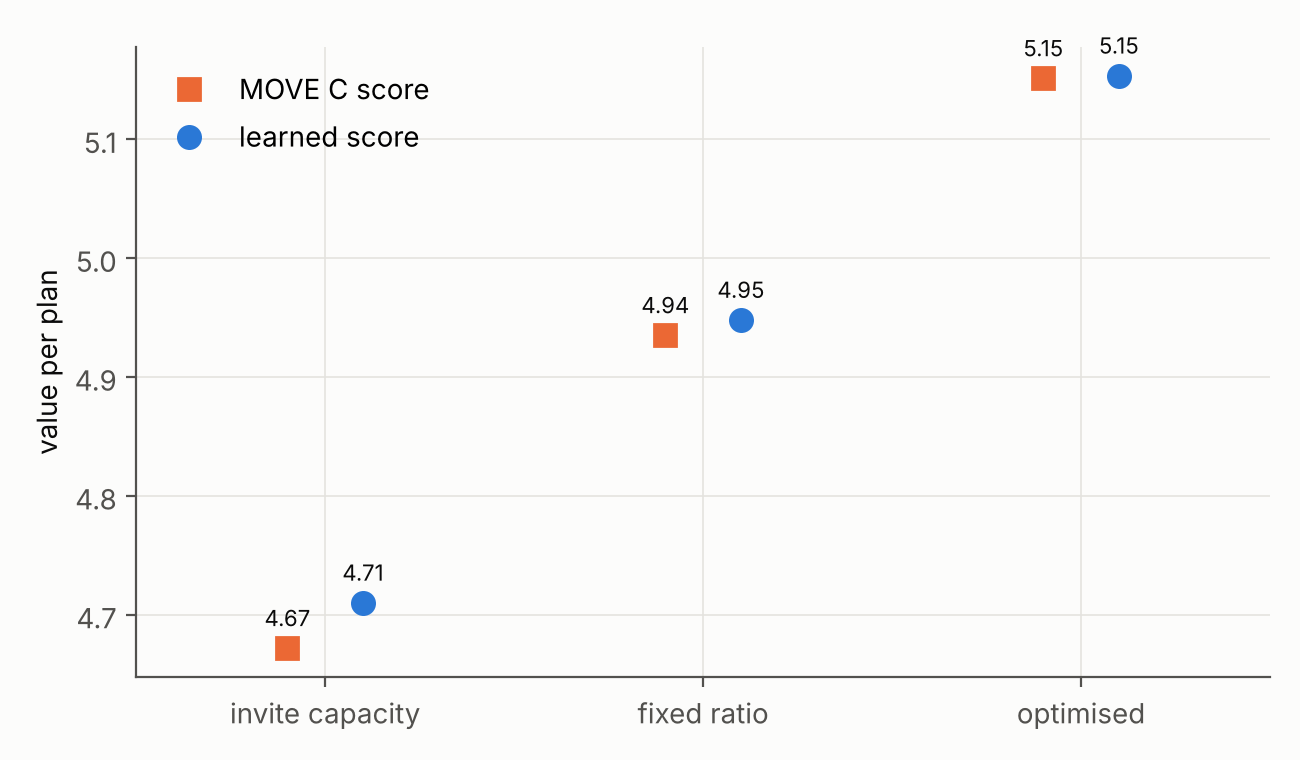 5.15 5.15
MOVE C score
learned score
5.1
5.0
4.94 4.95
4.9
4.8
4.71
4.67
4.7
value per plan
invite capacity fixed ratio optimised